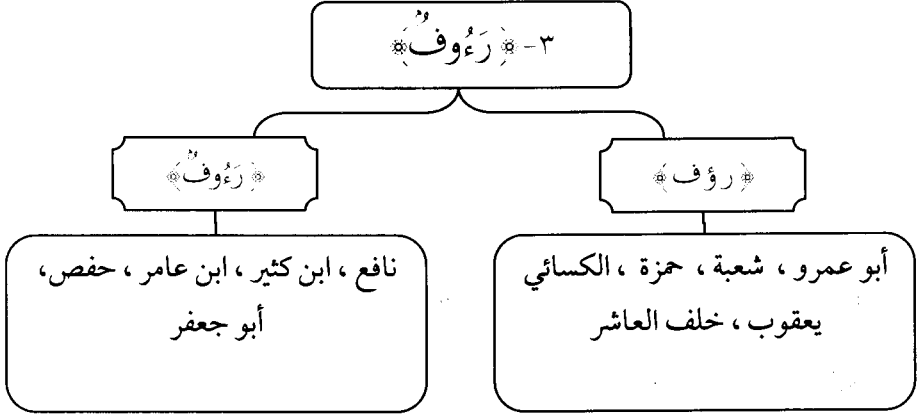 ٣- ﴿رَءُوفٌ﴾
﴿رؤف﴾
﴿رَءُوفٌ﴾
أبو عمرو ، شعبة ، حمزة ، الكسائي
يعقوب ، خلف العاشر
نافع ، ابن كثير ، ابن عامر ، حفص،
أبو جعفر